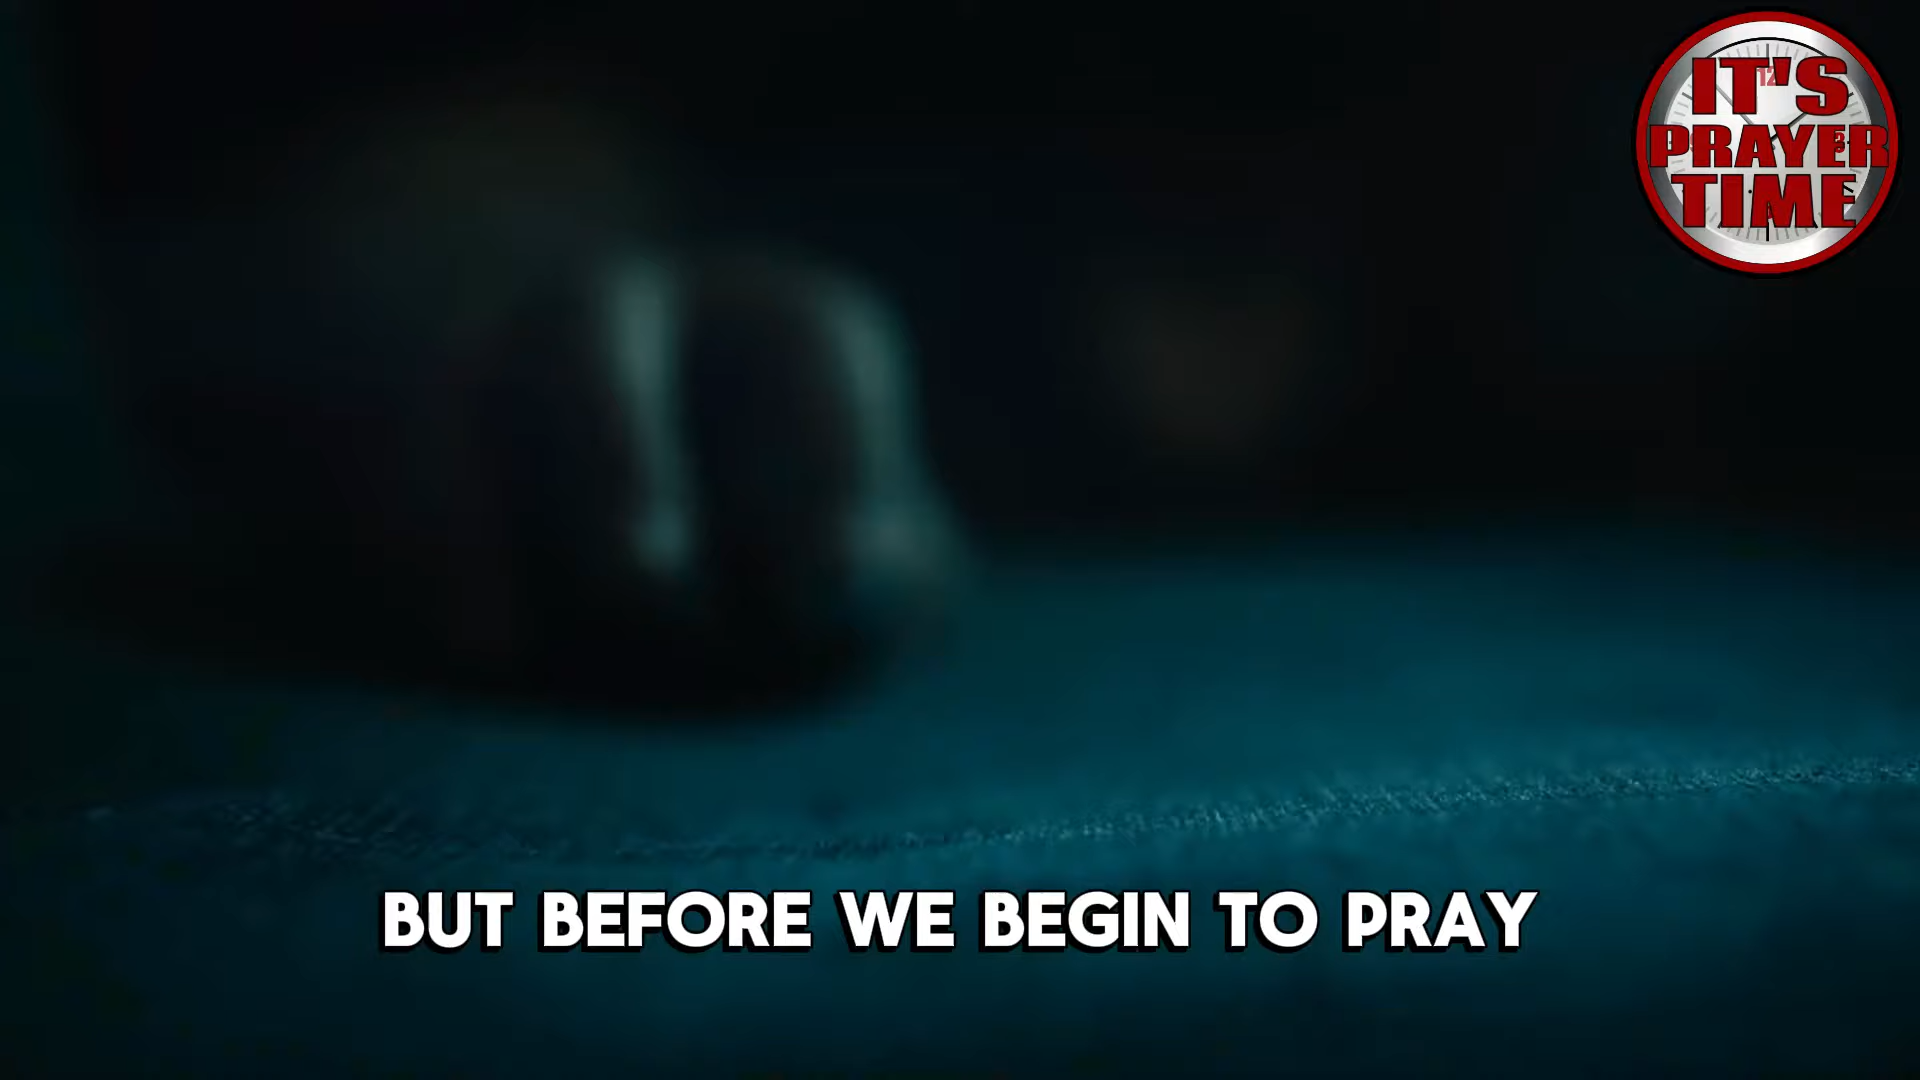 IT'S
PRAYER
TIME
BUT BEFORE WE BEGIN TO PRAY